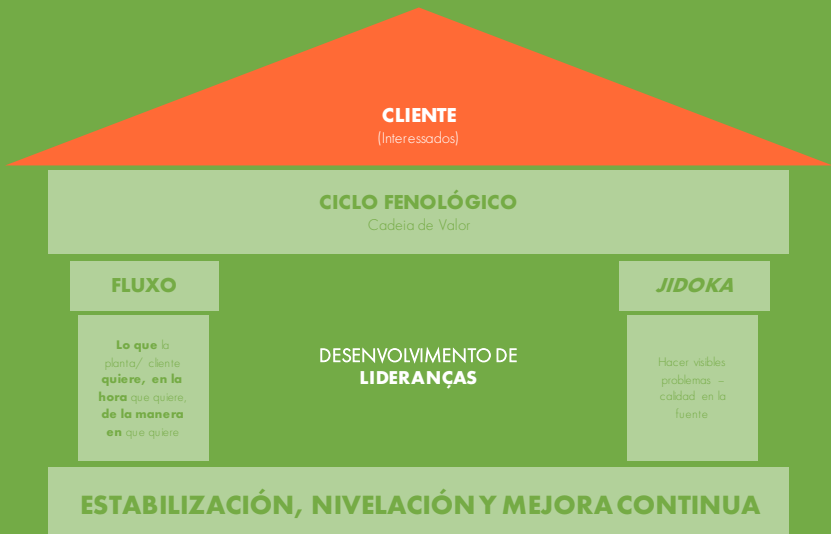 CLIENTE
(Interessados)
CICLO FENOLÓGICO
Cadeia de Valor
FLUXO
JIDOKA
Lo que la
planta/ cliente
quiere, en la
hora que quiere,
de la manera
en que quiere
DESENVOLVIMENTO DE
LIDERANÇAS
Hacer visibles
problemas –
calidad en la
fuente
ESTABILIZACIÓN, NIVELACIÓN Y MEJORA CONTINUA